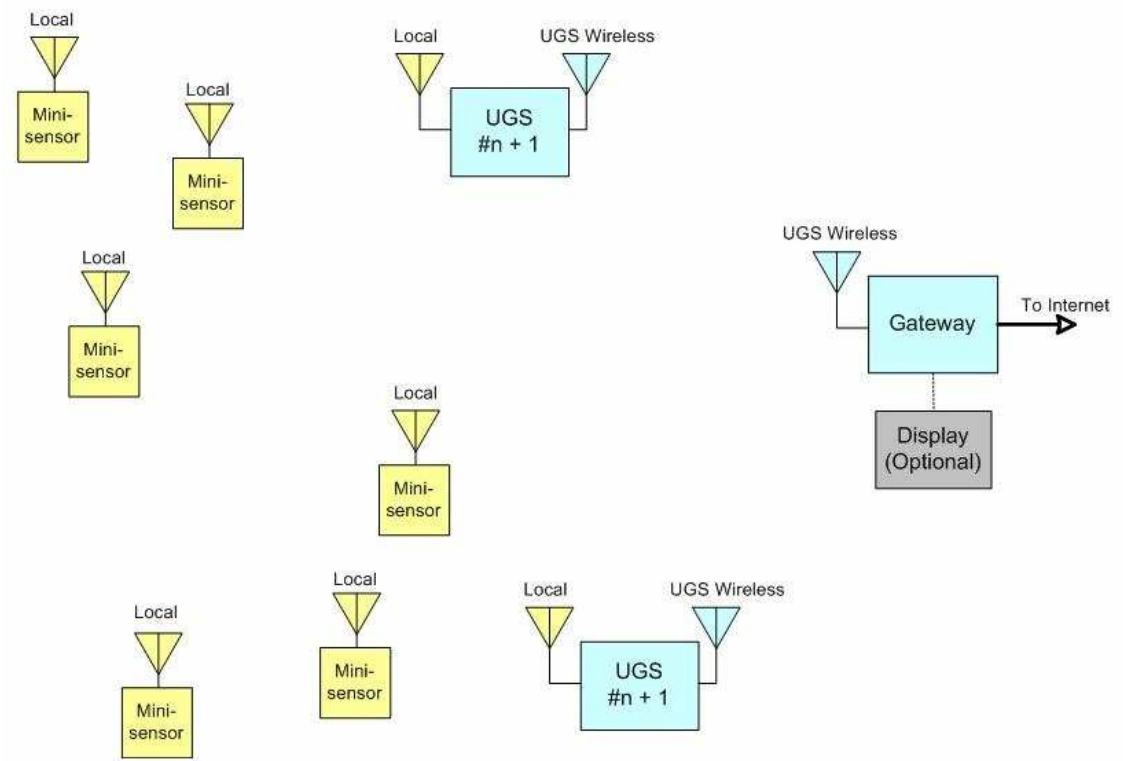 Local
Mini-
sensor
Local
Mini-
sensor
Local
UGS Wireless
UGS
#n + 1
Local
Mini-
sensor
UGS Wireless
Gateway
To Internet
Display
(Optional)
Local
Mini-
sensor
Local
Mini-
sensor
Local
Mini-
sensor
Local
UGS Wireless
UGS
#n + 1